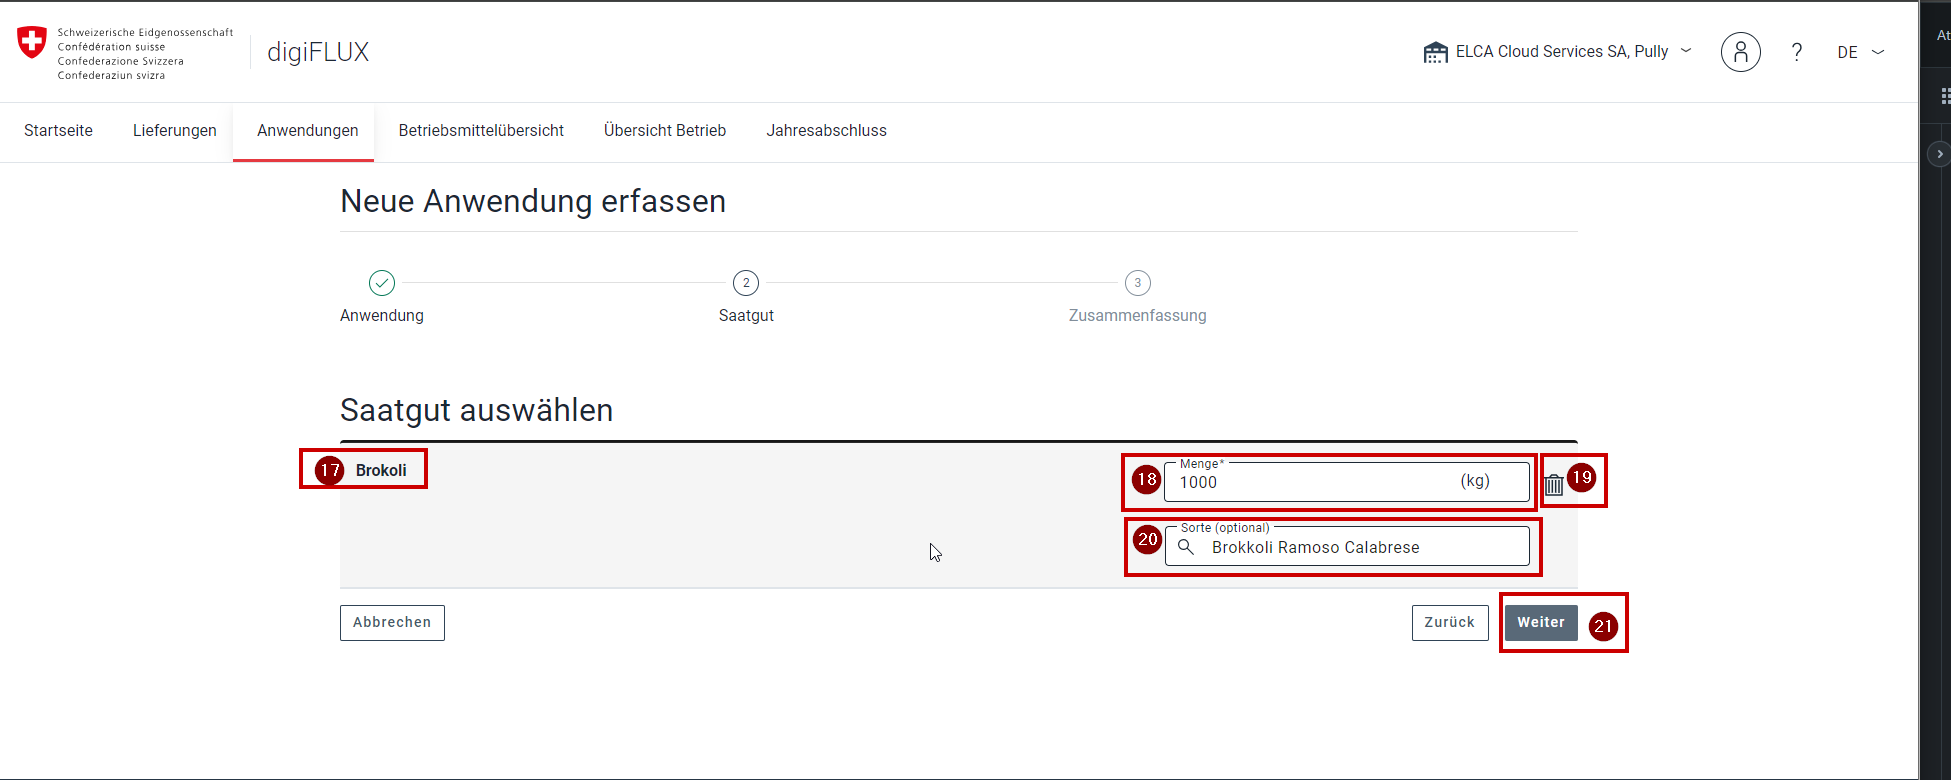 Schweizerische Eidgenossenschaft
Confédération suisse
Confederazione Svizzera
Confederaziun svizra
digiFLUX
ELCA Cloud Services SA, Pully
?
DE
At
Startseite
Lieferungen
Anwendungen
Betriebsmittelübersicht
Übersicht Betrieb
Jahresabschluss
Neue Anwendung erfassen
2
3
Anwendung
Saatgut
Zusammenfassung
Saatgut auswählen
17 Brokoli
18
Menge*
1000 (kg)
19
20
Sorte (optional)
Brokkoli Ramoso Calabrese
Abbrechen
Zurück
Weiter
21